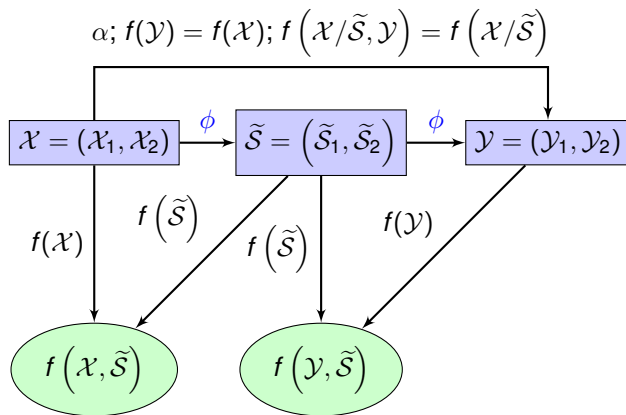 α; f(𝒴) = f(𝒳); f(𝒳/S̃, 𝒴) = f(𝒳/S̃)
ϕ ϕ
𝒳 = (𝒳₁, 𝒳₂) S̃ = (S̃₁, S̃₂) 𝒴 = (𝒴₁, 𝒴₂)
f(𝒳) f(S̃) f(S̃) f(𝒴)
f(𝒳, S̃) f(𝒴, S̃)